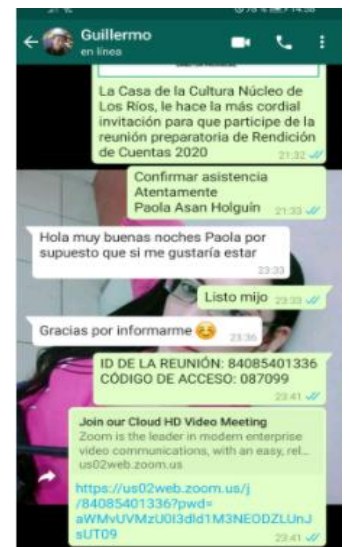 Guillermo
en línea
La Casa de la Cultura Núcleo de
Los Ríos, le hace la más cordial
invitación para que participe de la
reunión preparatoria de Rendición
de Cuentas 2020
21:32
Confirmar asistencia
Atentamente
Paola Asan Holguín
21:33
Hola muy buenas noches Paola por
supuesto que si me gustaría estar
23:33
Listo mijo 23:33
Gracias por informarme 😊 23:36
ID DE LA REUNIÓN: 84085401336
CÓDIGO DE ACCESO: 087099
23:41
Join our Cloud HD Video Meeting
Zoom is the leader in modern enterprise
video communications, with an easy, rel...
us02web.zoom.us
https://us02web.zoom.us/j
/84085401336?pwd=
aWMvUVMzU0I3dld1M3NEODZLUnJ
sUT09
23:41